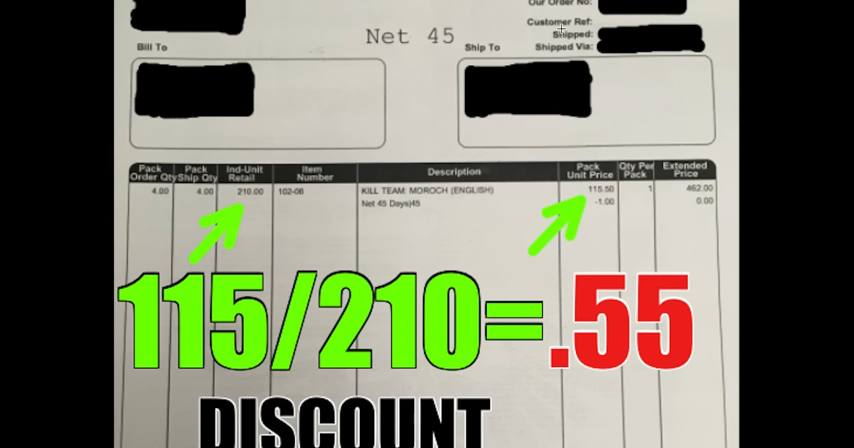 Our Order No:
Customer Ref:
Shipped:
Shipped Via:
Net 45
Bill To
Ship To
Pack Order Qty Pack Ship Qty Ind-Unit Retail Item Number Description Pack Unit Price Qty Per Pack Extended Price
4.00 4.00 210.00 102-06 KILL TEAM: MOROCH (ENGLISH) 115.50 1 462.00
Net 45 Days)45 -1.00 0.00
115/210=.55
DISCOUNT